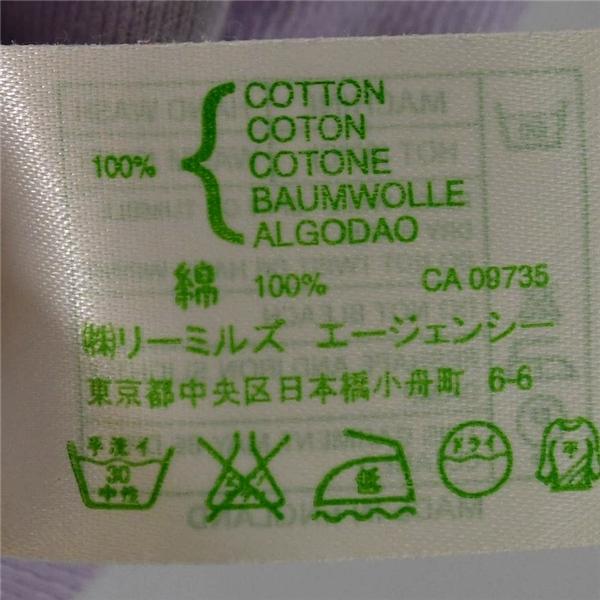 COTTON
COTON
100% COTONE
BAUMWOLLE
ALGODAO
綿 100% CA 09735
(株)リーミルズ エージェンシー
東京都中央区日本橋小舟町 6-6
手洗イ
30
中性
低
ドライ